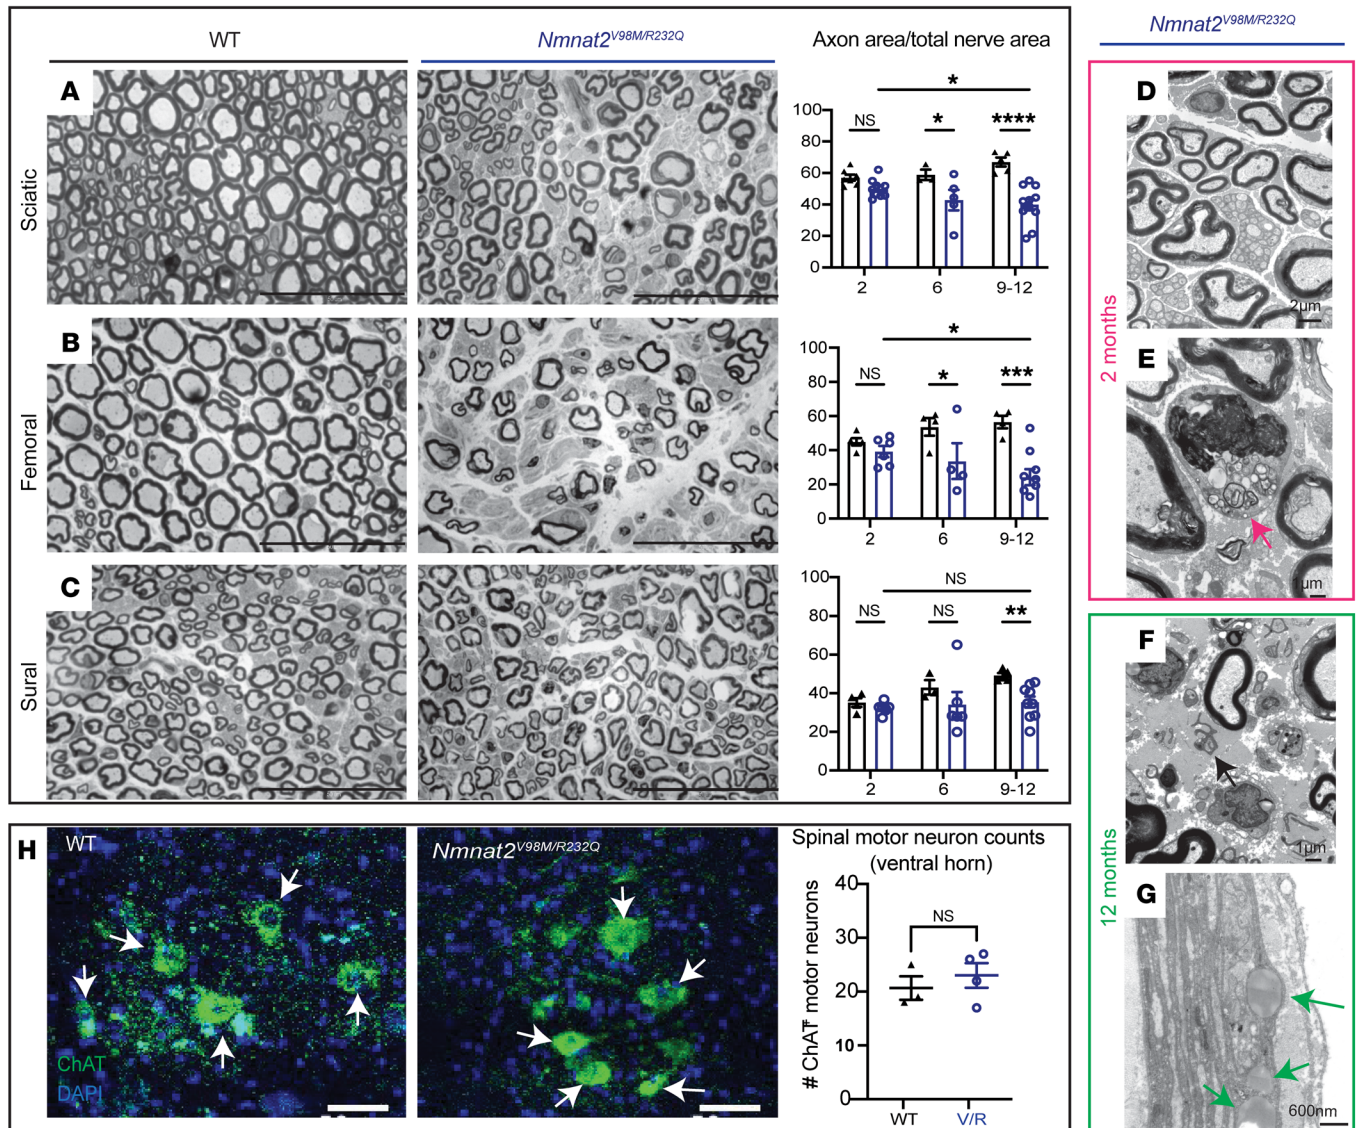 WT
Nmnat2V98M/R232Q
Axon area/total nerve area
Nmnat2V98M/R232Q
A
Sciatic
*
NS
*
****
100
80
60
40
20
0
2
6
9-12
B
Femoral
*
NS
*
***
100
80
60
40
20
0
2
6
9-12
C
Sural
NS
NS
NS
**
100
80
60
40
20
0
2
6
9-12
D
2μm
2 months
E
1μm
F
1μm
12 months
G
600nm
H
WT
ChAT
DAPI
Nmnat2V98M/R232Q
Spinal motor neuron counts
(ventral horn)
# ChAT+ motor neurons
40
30
20
10
0
NS
WT
V/R